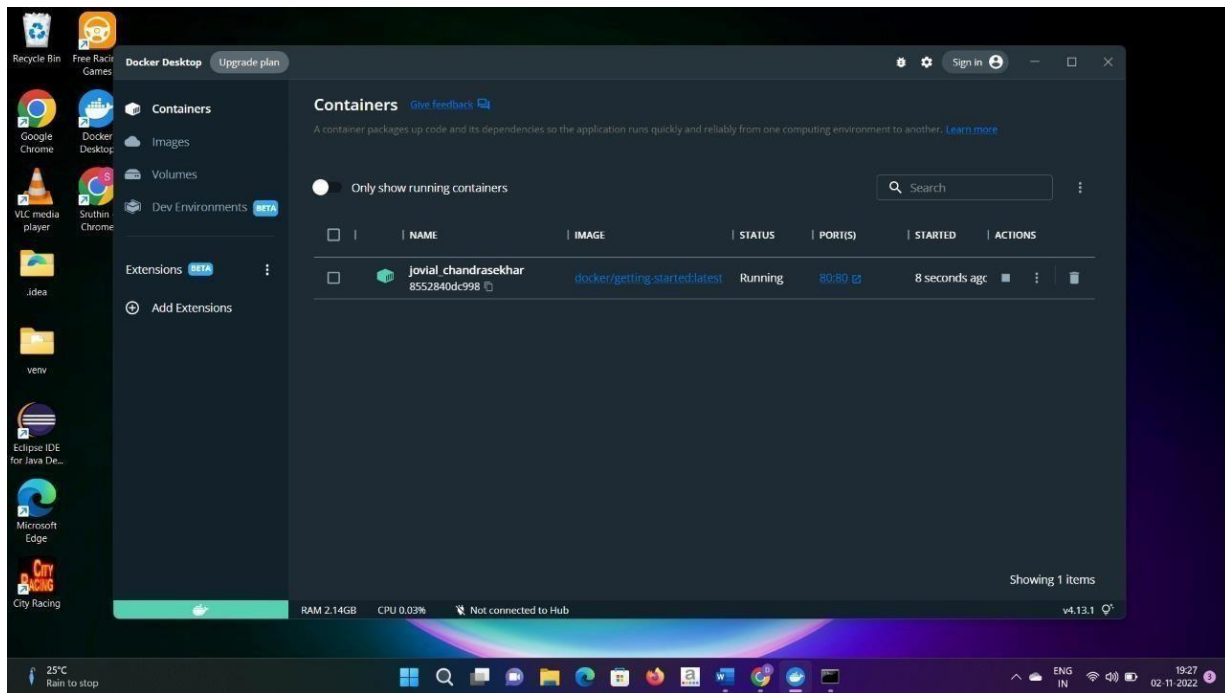 Recycle Bin
Free Racin
Games
Google
Chrome
Docker
Desktop
VLC media
player
Sruthin -
Chrome
.idea
venv
Eclipse IDE
for Java De...
Microsoft
Edge
CITY
RACING
City Racing
Docker Desktop Upgrade plan Sign in
Containers
Images
Volumes
Dev Environments BETA
Extensions BETA
Add Extensions
Containers Give feedback
A container packages up code and its dependencies so the application runs quickly and reliably from one computing environment to another. Learn more
Only show running containers Search
NAME IMAGE STATUS PORT(S) STARTED ACTIONS
jovial_chandrasekhar docker/getting-started:latest Running 80:80 8 seconds agc
8552840dc998
Showing 1 items
RAM 2.14GB CPU 0.03% Not connected to Hub v4.13.1
25°C
Rain to stop
ENG
IN
19:27
02-11-2022
3